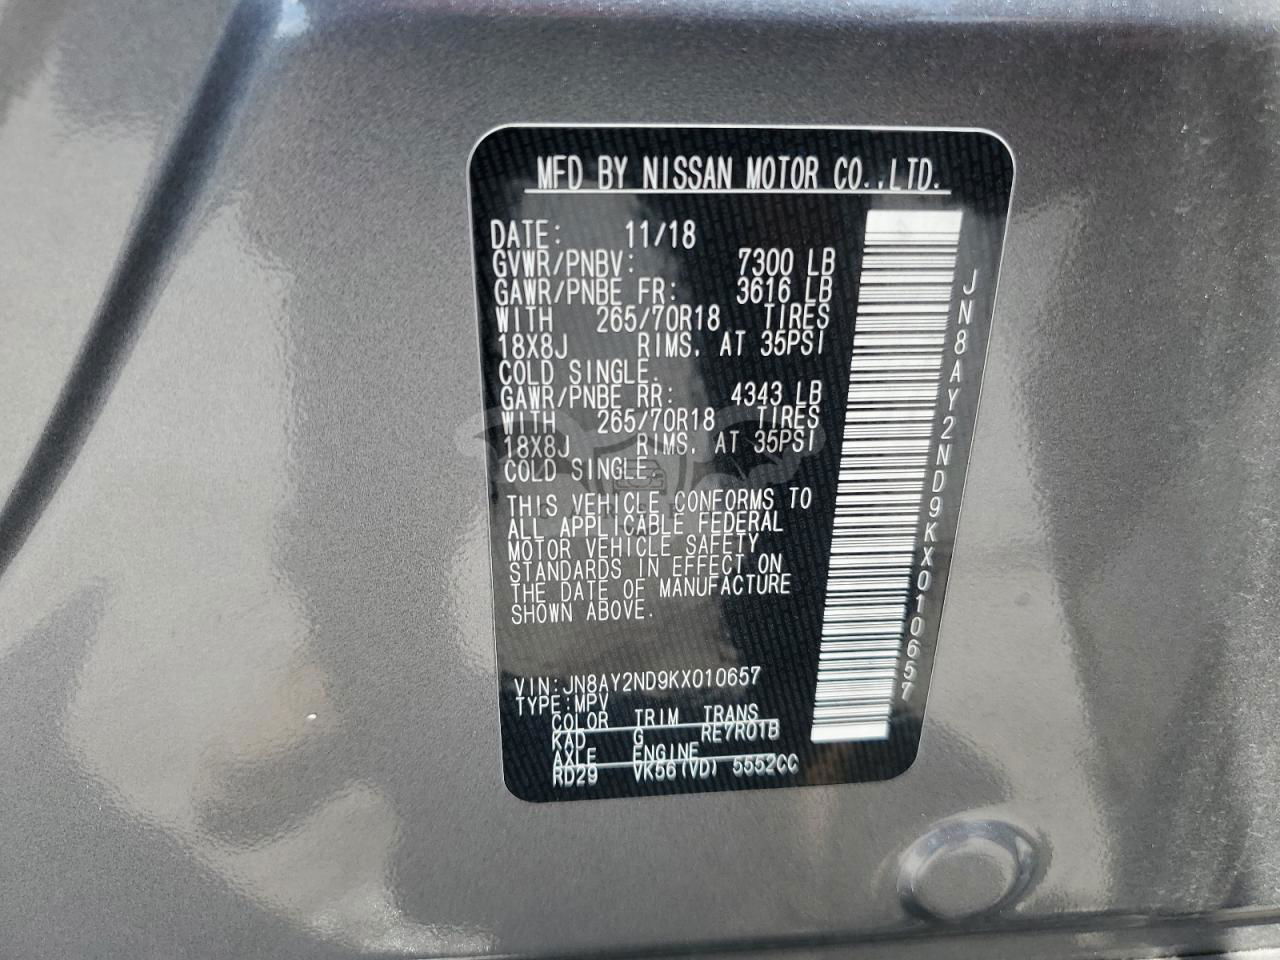 MFD BY NISSAN MOTOR CO.,LTD.
DATE: 11/18
GVWR/PNBV: 7300 LB
GAWR/PNBE FR: 3616 LB
WITH 265/70R18 TIRES
18X8J RIMS, AT 35PSI
COLD SINGLE.
GAWR/PNBE RR: 4343 LB
WITH 265/70R18 TIRES
18X8J RIMS, AT 35PSI
COLD SINGLE.
THIS VEHICLE CONFORMS TO
ALL APPLICABLE FEDERAL
MOTOR VEHICLE SAFETY
STANDARDS IN EFFECT ON
THE DATE OF MANUFACTURE
SHOWN ABOVE.
VIN:JN8AY2ND9KX010657
TYPE:MPV
COLOR TRIM TRANS
KAD G RE7R01B
AXLE ENGINE
RD29 VK56(VD) 5552CC
JN8AY2ND9KX010657